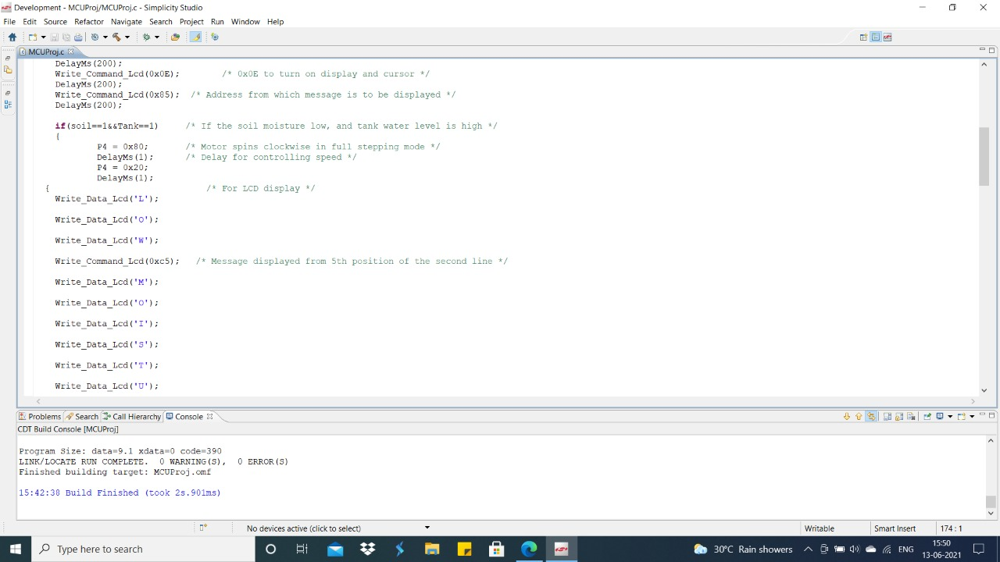 Development - MCUProj/MCUProj.c - Simplicity Studio
File Edit Source Refactor Navigate Search Project Run Window Help
MCUProj.c
DelayMs(200);
Write_Command_Lcd(0x0E); /* 0x0E to turn on display and cursor */
DelayMs(200);
Write_Command_Lcd(0x85); /* Address from which message is to be displayed */
DelayMs(200);
if(soil==1&&Tank==1) /* If the soil moisture low, and tank water level is high */
{
P4 = 0x80; /* Motor spins clockwise in full stepping mode */
DelayMs(1); /* Delay for controlling speed */
P4 = 0x20;
DelayMs(1);
{ /* For LCD display */
Write_Data_Lcd('L');
Write_Data_Lcd('O');
Write_Data_Lcd('W');
Write_Command_Lcd(0xc5); /* Message displayed from 5th position of the second line */
Write_Data_Lcd('M');
Write_Data_Lcd('O');
Write_Data_Lcd('I');
Write_Data_Lcd('S');
Write_Data_Lcd('T');
Write_Data_Lcd('U');
Problems Search Call Hierarchy Console
CDT Build Console [MCUProj]
Program Size: data=9.1 xdata=0 code=390
LINK/LOCATE RUN COMPLETE. 0 WARNING(S), 0 ERROR(S)
Finished building target: MCUProj.omf
15:42:38 Build Finished (took 2s.901ms)
No devices active (click to select) Writable Smart Insert 174 : 1
Type here to search 30°C Rain showers ENG 15:50
13-06-2021